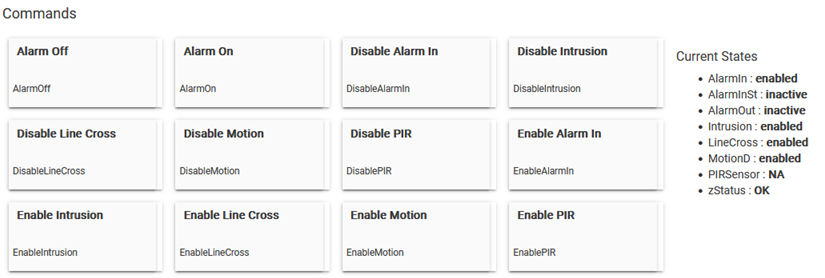 Commands
Alarm Off
AlarmOff
Alarm On
AlarmOn
Disable Alarm In
DisableAlarmIn
Disable Intrusion
DisableIntrusion
Disable Line Cross
DisableLineCross
Disable Motion
DisableMotion
Disable PIR
DisablePIR
Enable Alarm In
EnableAlarmIn
Enable Intrusion
EnableIntrusion
Enable Line Cross
EnableLineCross
Enable Motion
EnableMotion
Enable PIR
EnablePIR
Current States
AlarmIn : enabled
AlarmInSt : inactive
AlarmOut : inactive
Intrusion : enabled
LineCross : enabled
MotionD : enabled
PIRSensor : NA
zStatus : OK